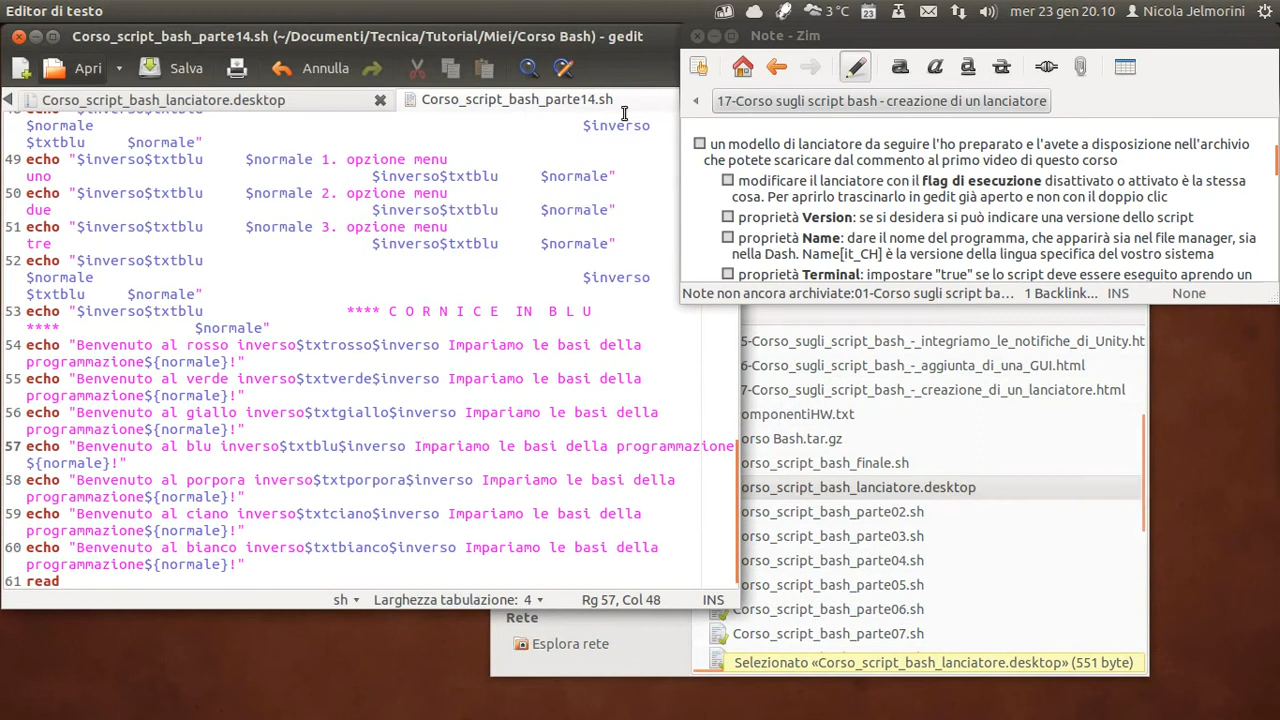 Editor di testo
3 °C
mer 23 gen 20.10
Nicola Jelmorini
Corso_script_bash_parte14.sh (~/Documenti/Tecnica/Tutorial/Miei/Corso Bash) - gedit
Apri
Salva
Annulla
Corso_script_bash_lanciatore.desktop
Corso_script_bash_parte14.sh
$normale $inverso
$txtblu $normale"
49 echo "$inverso$txtblu $normale 1. opzione menu
uno $inverso$txtblu $normale"
50 echo "$inverso$txtblu $normale 2. opzione menu
due $inverso$txtblu $normale"
51 echo "$inverso$txtblu $normale 3. opzione menu
tre $inverso$txtblu $normale"
52 echo "$inverso$txtblu
$normale $inverso
$txtblu $normale"
53 echo "$inverso$txtblu **** C O R N I C E  IN  B L U
**** $normale"
54 echo "Benvenuto al rosso inverso$txtrosso$inverso Impariamo le basi della
programmazione${normale}!"
55 echo "Benvenuto al verde inverso$txtverde$inverso Impariamo le basi della
programmazione${normale}!"
56 echo "Benvenuto al giallo inverso$txtgiallo$inverso Impariamo le basi della
programmazione${normale}!"
57 echo "Benvenuto al blu inverso$txtblu$inverso Impariamo le basi della programmazione
${normale}!"
58 echo "Benvenuto al porpora inverso$txtporpora$inverso Impariamo le basi della
programmazione${normale}!"
59 echo "Benvenuto al ciano inverso$txtciano$inverso Impariamo le basi della
programmazione${normale}!"
60 echo "Benvenuto al bianco inverso$txtbianco$inverso Impariamo le basi della
programmazione${normale}!"
61 read
sh
Larghezza tabulazione: 4
Rg 57, Col 48
INS
Note - Zim
17-Corso sugli script bash - creazione di un lanciatore
un modello di lanciatore da seguire l'ho preparato e l'avete a disposizione nell'archivio
che potete scaricare dal commento al primo video di questo corso
modificare il lanciatore con il flag di esecuzione disattivato o attivato è la stessa
cosa. Per aprirlo trascinarlo in gedit già aperto e non con il doppio clic
proprietà Version: se si desidera si può indicare una versione dello script
proprietà Name: dare il nome del programma, che apparirà sia nel file manager, sia
nella Dash. Name[it_CH] è la versione della lingua specifica del vostro sistema
proprietà Terminal: impostare "true" se lo script deve essere eseguito aprendo un
Note non ancora archiviate:01-Corso sugli script ba...
1 Backlink...
INS
None
5-Corso_sugli_script_bash_-_integriamo_le_notifiche_di_Unity.ht
6-Corso_sugli_script_bash_-_aggiunta_di_una_GUI.html
7-Corso_sugli_script_bash_-_creazione_di_un_lanciatore.html
omponentiHW.txt
orso Bash.tar.gz
orso_script_bash_finale.sh
orso_script_bash_lanciatore.desktop
orso_script_bash_parte02.sh
orso_script_bash_parte03.sh
orso_script_bash_parte04.sh
orso_script_bash_parte05.sh
Corso_script_bash_parte06.sh
Corso_script_bash_parte07.sh
Rete
Esplora rete
Selezionato «Corso_script_bash_lanciatore.desktop» (551 byte)